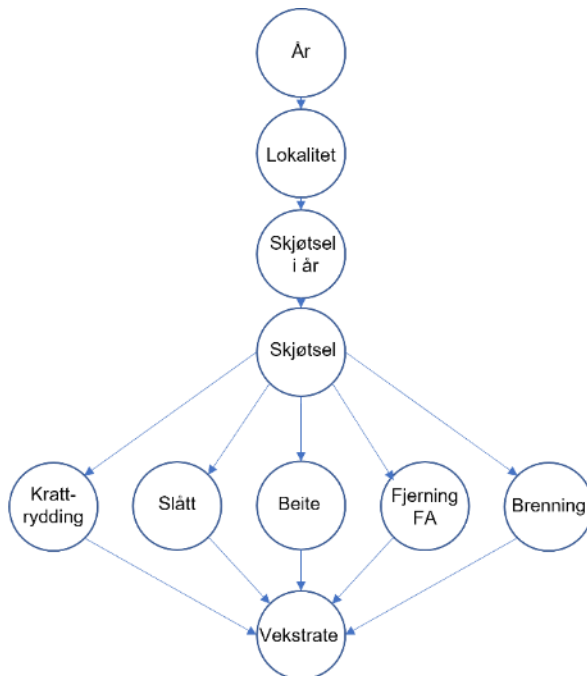 År
Lokalitet
Skjøtsel
i år
Skjøtsel
Kratt-
rydding
Slått
Beite
Fjerning
FA
Brenning
Vekstrate